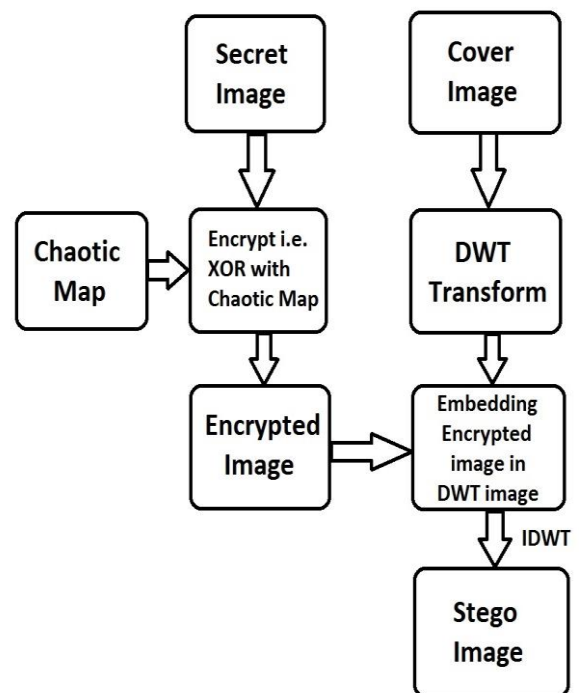 Secret
Image
Cover
Image
Chaotic
Map
Encrypt i.e.
XOR with
Chaotic Map
DWT
Transform
Encrypted
Image
Embedding
Encrypted
image in
DWT image
IDWT
Stego
Image